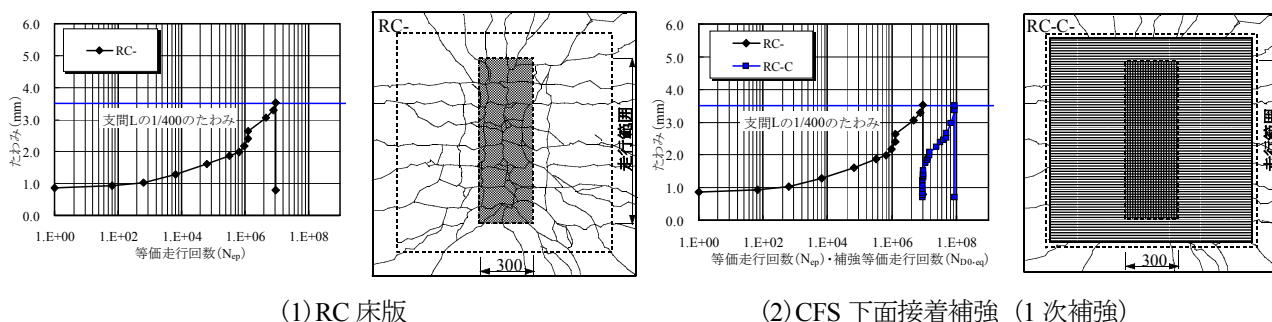 たわみ(mm)
6.0
5.0
4.0
3.0
2.0
1.0
0.0
RC-
支間Lの1/400のたわみ
1.E+00
1.E+02
1.E+04
1.E+06
1.E+08
等価走行回数(Nep)
RC-
300
走行範囲
(1) RC 床版
たわみ(mm)
6.0
5.0
4.0
3.0
2.0
1.0
0.0
RC-
RC-C
支間Lの1/400のたわみ
1.E+00
1.E+02
1.E+04
1.E+06
1.E+08
等価走行回数(Nep)・補強等価走行回数(ND0-eq)
RC-C-
300
走行範囲
(2) CFS 下面接着補強（1 次補強）